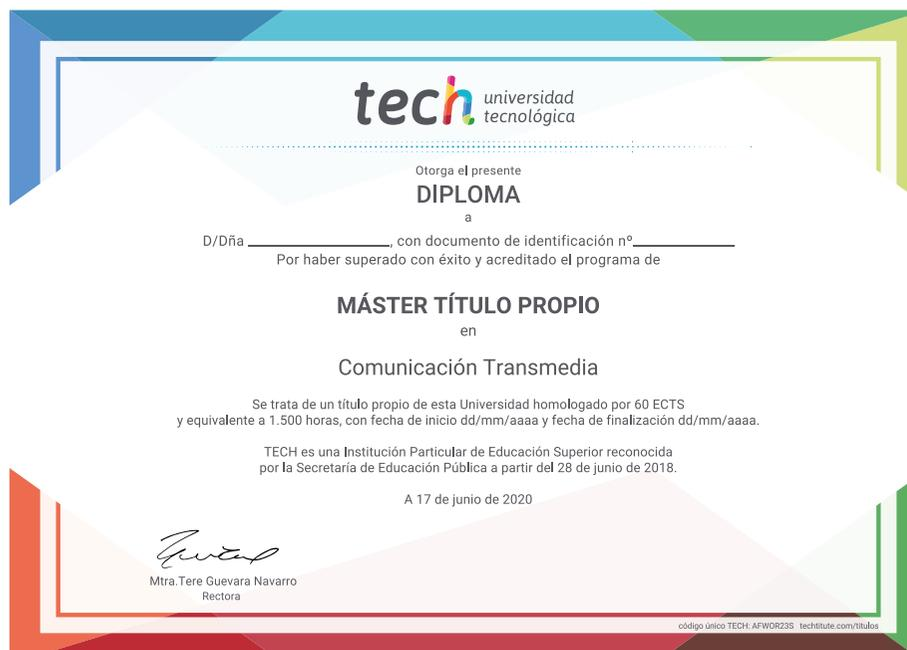 tech universidad
tecnológica
Otorga el presente
DIPLOMA
a
D/Dña ________________, con documento de identificación nº____________
Por haber superado con éxito y acreditado el programa de
MÁSTER TÍTULO PROPIO
en
Comunicación Transmedia
Se trata de un título propio de esta Universidad homologado por 60 ECTS
y equivalente a 1.500 horas, con fecha de inicio dd/mm/aaaa y fecha de finalización dd/mm/aaaa.
TECH es una Institución Particular de Educación Superior reconocida
por la Secretaría de Educación Pública a partir del 28 de junio de 2018.
A 17 de junio de 2020
Mtra.Tere Guevara Navarro
Rectora
código único TECH: AFWOR23S techtitute.com/titulos